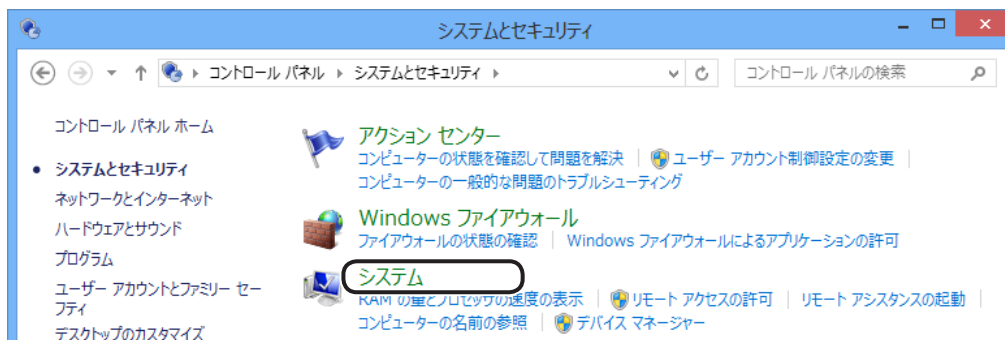 システムとセキュリティ
コントロール パネル システムとセキュリティ コントロール パネルの検索
コントロール パネル ホーム
システムとセキュリティ
ネットワークとインターネット
ハードウェアとサウンド
プログラム
ユーザー アカウントとファミリー セー
フティ
デスクトップのカスタマイズ
アクション センター
コンピューターの状態を確認して問題を解決 ユーザー アカウント制御設定の変更
コンピューターの一般的な問題のトラブルシューティング
Windows ファイアウォール
ファイアウォールの状態の確認 Windows ファイアウォールによるアプリケーションの許可
システム
RAM の量とプロセッサの速度の表示 リモート アクセスの許可 リモート アシスタンスの起動
コンピューターの名前の参照 デバイス マネージャー